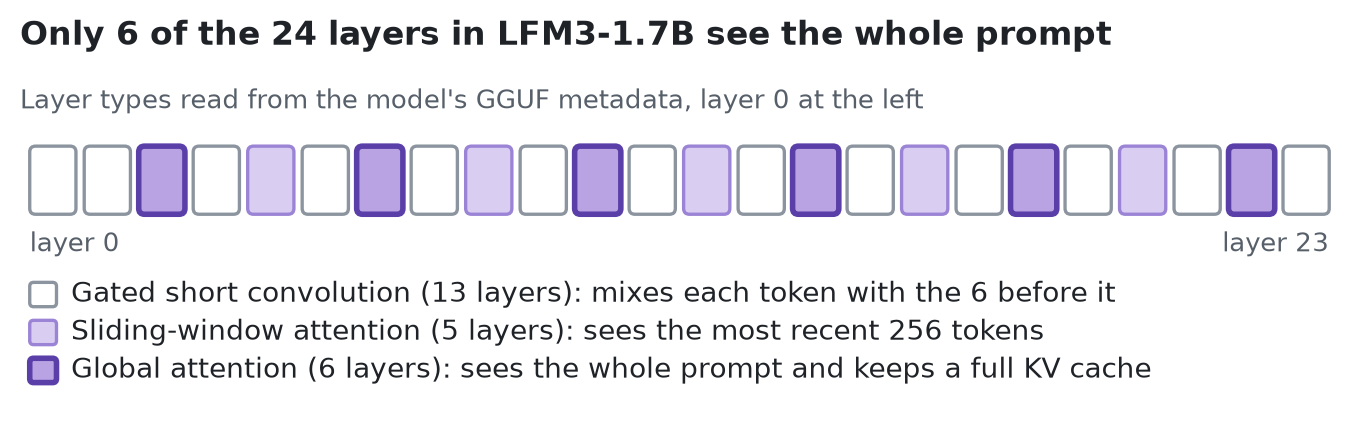 Only 6 of the 24 layers in LFM3-1.7B see the whole prompt
Layer types read from the model's GGUF metadata, layer 0 at the left
layer 0
layer 23
Gated short convolution (13 layers): mixes each token with the 6 before it
Sliding-window attention (5 layers): sees the most recent 256 tokens
Global attention (6 layers): sees the whole prompt and keeps a full KV cache